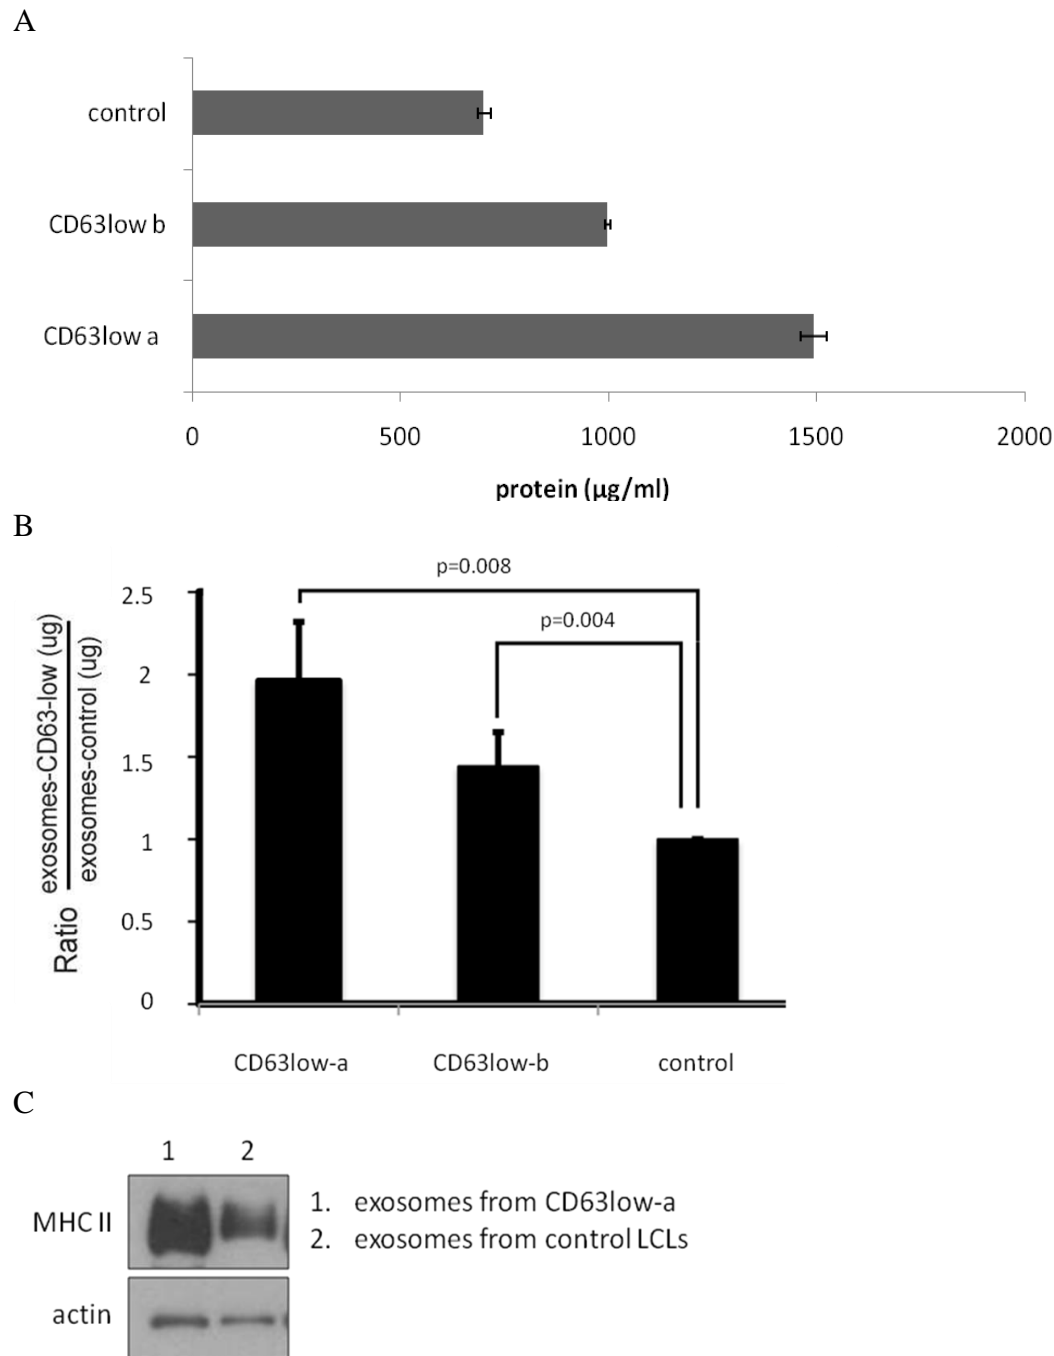 A
control
CD63low b
CD63low a
0 500 1000 1500 2000
protein (µg/ml)
B
p=0.008
p=0.004
2.5
2
1.5
1
0.5
0
Ratio
exosomes-CD63-low (ug)
exosomes-control (ug)
CD63low-a CD63low-b control
C
1 2
MHC II
1. exosomes from CD63low-a
2. exosomes from control LCLs
actin